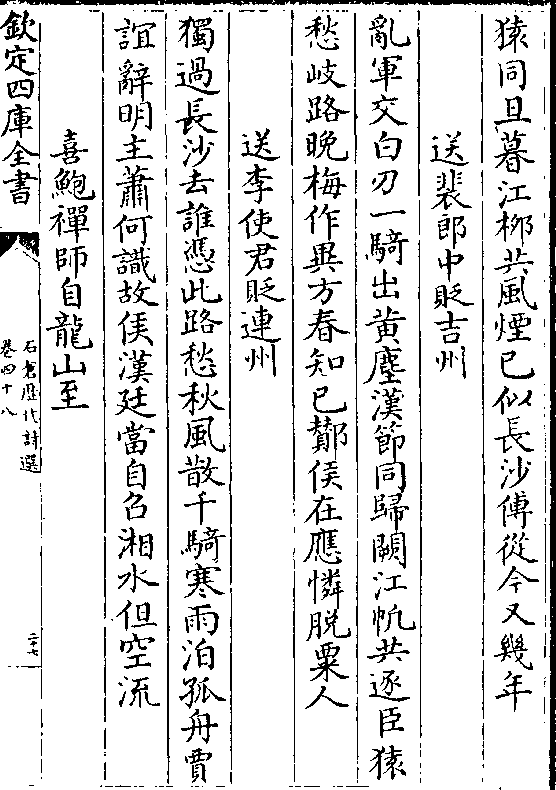 猿同旦暮江栁共風煙已似長沙傅從今又幾年
送裴郎中貶吉州
亂軍交白刃一騎出黄塵漢節同歸闕江帆共逐臣猿
愁岐路晚梅作異方春知已酇侯在應憐脱粟人
送李使君貶連州
獨過長沙去誰憑此路愁秋風散千騎寒雨泊孤舟賈
誼辭明主蕭何識故侯漢廷當自召湘水但空流
喜鮑禪師自龍山至
欽定四庫全書
石倉歷代詩選
卷四十八
二十七